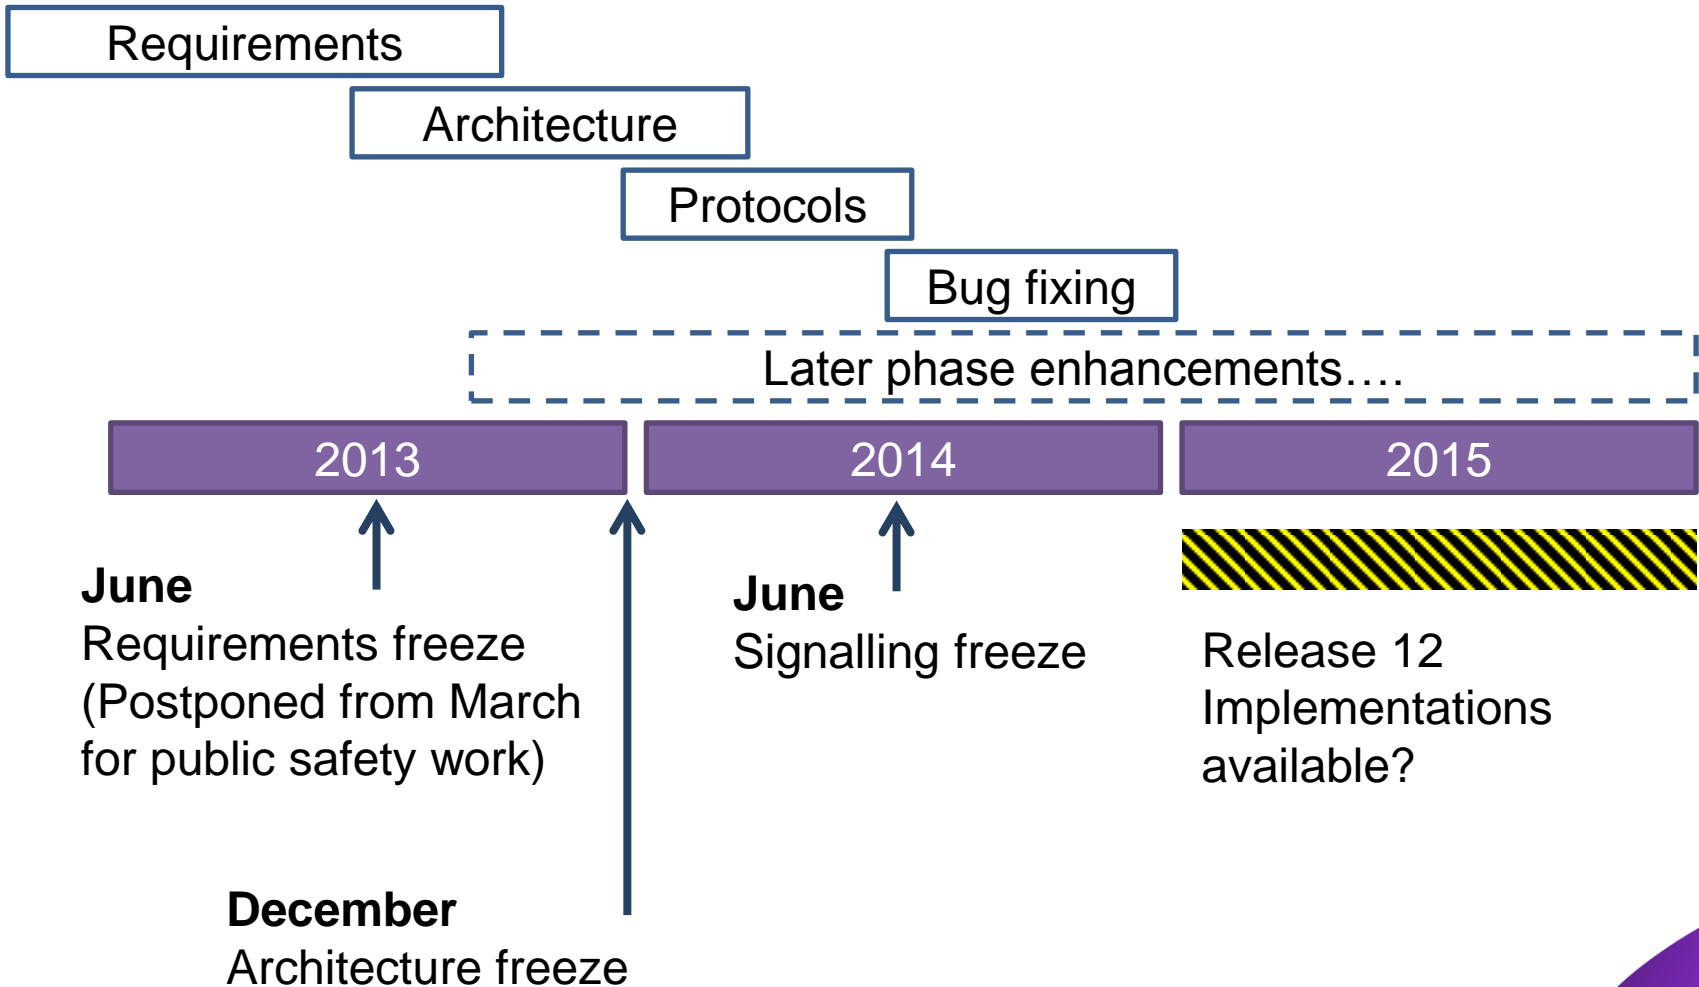 Requirements
Architecture
Protocols
Bug fixing
Later phase enhancements….
2013
2014
2015
June
Requirements freeze
(Postponed from March
for public safety work)
December
Architecture freeze
June
Signalling freeze
Release 12
Implementations
available?